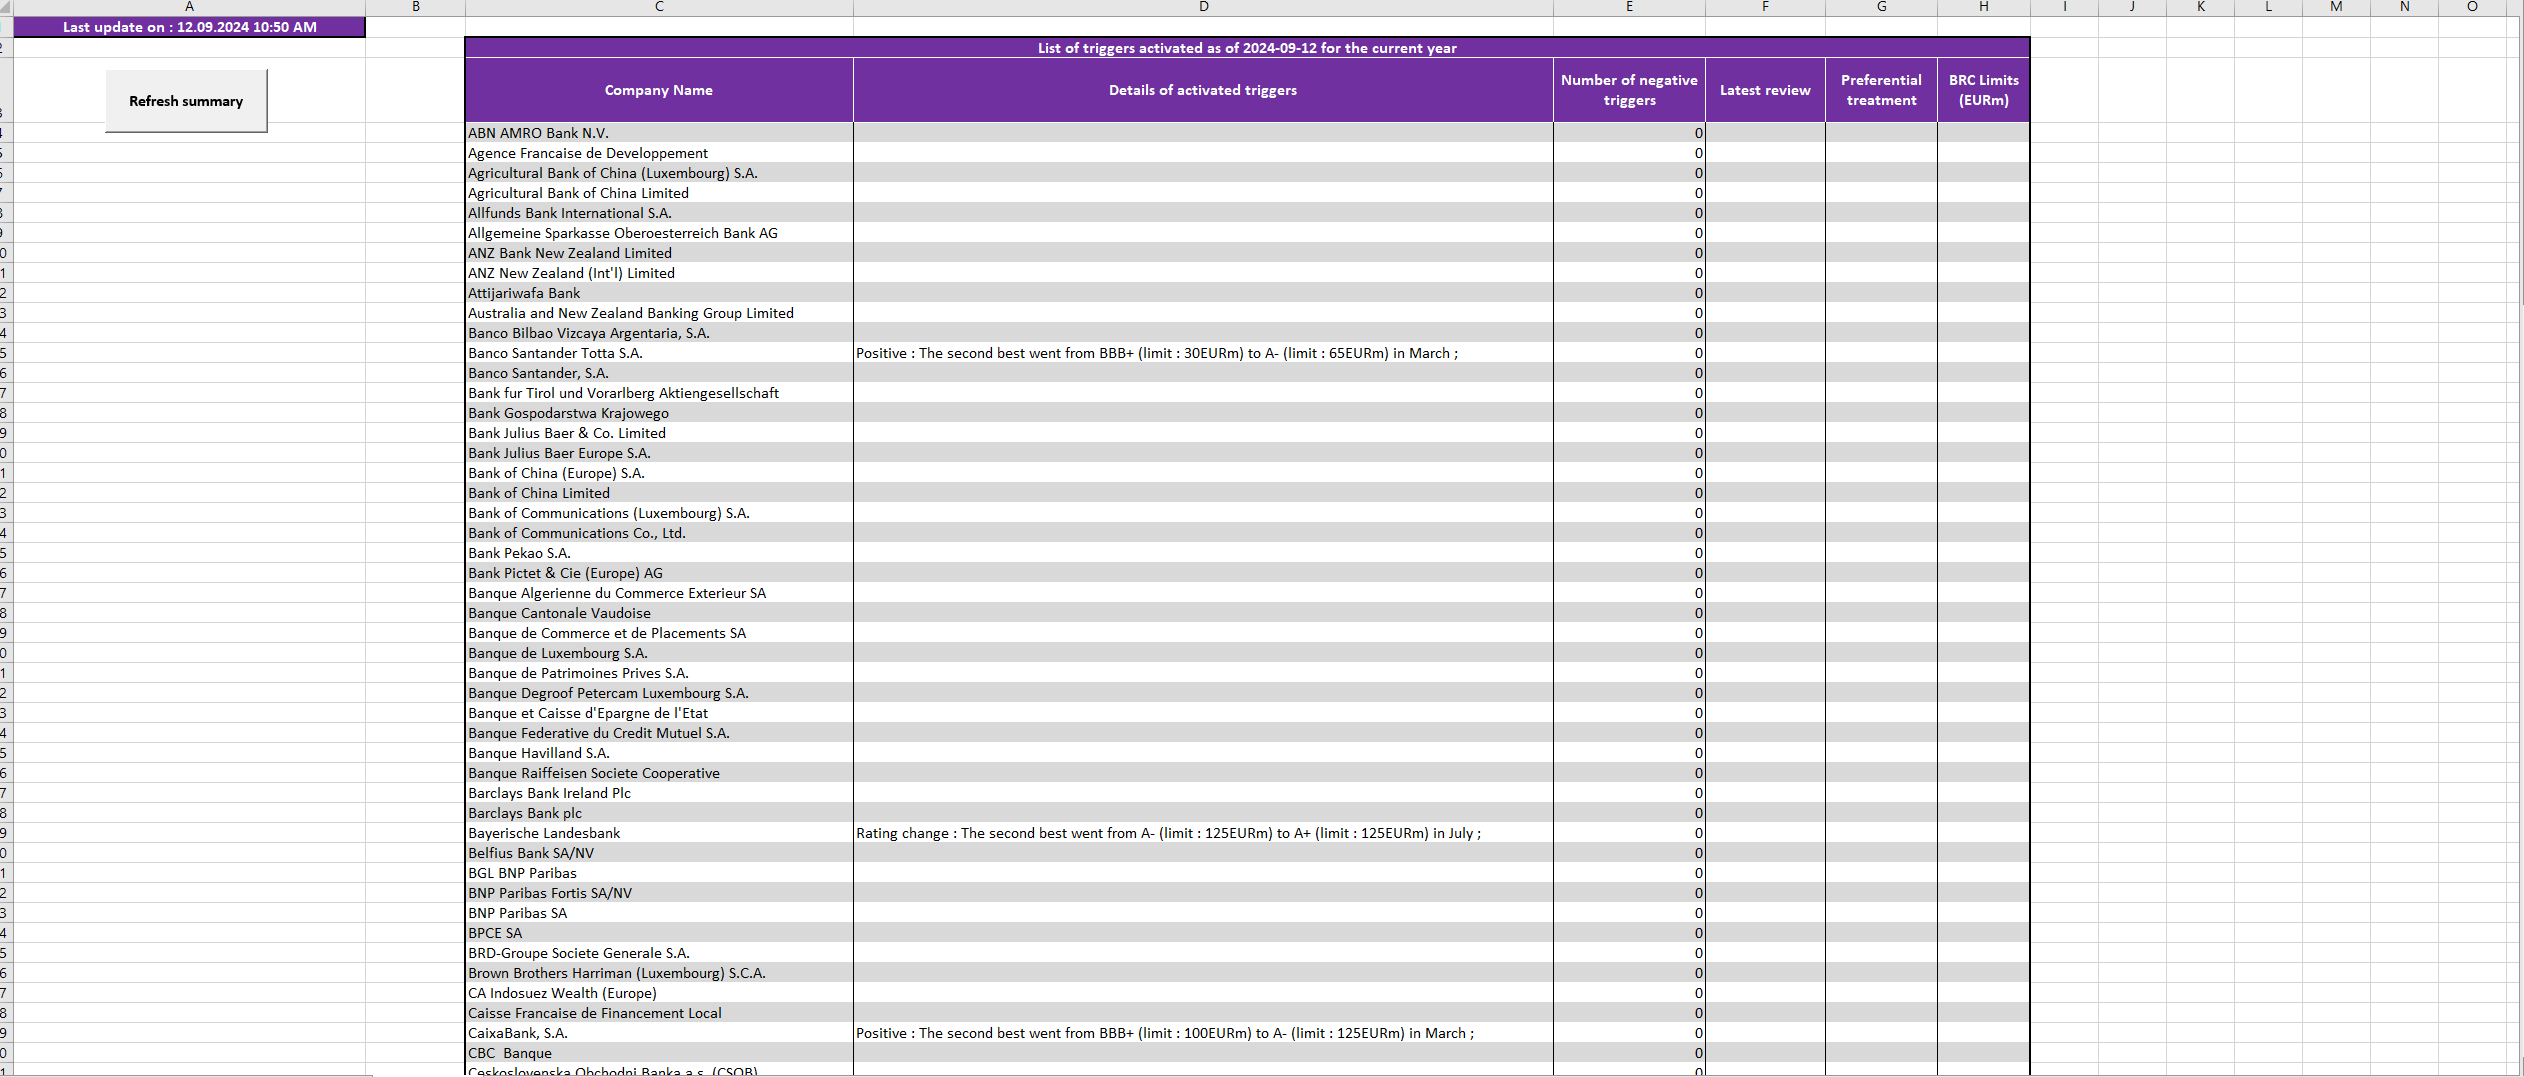 A B C D E F G H I J K L M N O
Last update on : 12.09.2024 10:50 AM
List of triggers activated as of 2024-09-12 for the current year
Refresh summary
Company Name Details of activated triggers Number of negative triggers Latest review Preferential treatment BRC Limits (EURm)
ABN AMRO Bank N.V. 0
Agence Francaise de Developpement 0
Agricultural Bank of China (Luxembourg) S.A. 0
Agricultural Bank of China Limited 0
Allfunds Bank International S.A. 0
Allgemeine Sparkasse Oberoesterreich Bank AG 0
ANZ Bank New Zealand Limited 0
ANZ New Zealand (Int'l) Limited 0
Attijariwafa Bank 0
Australia and New Zealand Banking Group Limited 0
Banco Bilbao Vizcaya Argentaria, S.A. 0
Banco Santander Totta S.A. Positive : The second best went from BBB+ (limit : 30EURm) to A- (limit : 65EURm) in March ; 0
Banco Santander, S.A. 0
Bank fur Tirol und Vorarlberg Aktiengesellschaft 0
Bank Gospodarstwa Krajowego 0
Bank Julius Baer & Co. Limited 0
Bank Julius Baer Europe S.A. 0
Bank of China (Europe) S.A. 0
Bank of China Limited 0
Bank of Communications (Luxembourg) S.A. 0
Bank of Communications Co., Ltd. 0
Bank Pekao S.A. 0
Bank Pictet & Cie (Europe) AG 0
Banque Algerienne du Commerce Exterieur SA 0
Banque Cantonale Vaudoise 0
Banque de Commerce et de Placements SA 0
Banque de Luxembourg S.A. 0
Banque de Patrimoines Prives S.A. 0
Banque Degroof Petercam Luxembourg S.A. 0
Banque et Caisse d'Epargne de l'Etat 0
Banque Federative du Credit Mutuel S.A. 0
Banque Havilland S.A. 0
Banque Raiffeisen Societe Cooperative 0
Barclays Bank Ireland Plc 0
Barclays Bank plc 0
Bayerische Landesbank Rating change : The second best went from A- (limit : 125EURm) to A+ (limit : 125EURm) in July ; 0
Belfius Bank SA/NV 0
BGL BNP Paribas 0
BNP Paribas Fortis SA/NV 0
BNP Paribas SA 0
BPCE SA 0
BRD-Groupe Societe Generale S.A. 0
Brown Brothers Harriman (Luxembourg) S.C.A. 0
CA Indosuez Wealth (Europe) 0
Caisse Francaise de Financement Local 0
CaixaBank, S.A. Positive : The second best went from BBB+ (limit : 100EURm) to A- (limit : 125EURm) in March ; 0
CBC  Banque 0
Ceskoslovenska Obchodni Banka a.s. (CSOB) 0